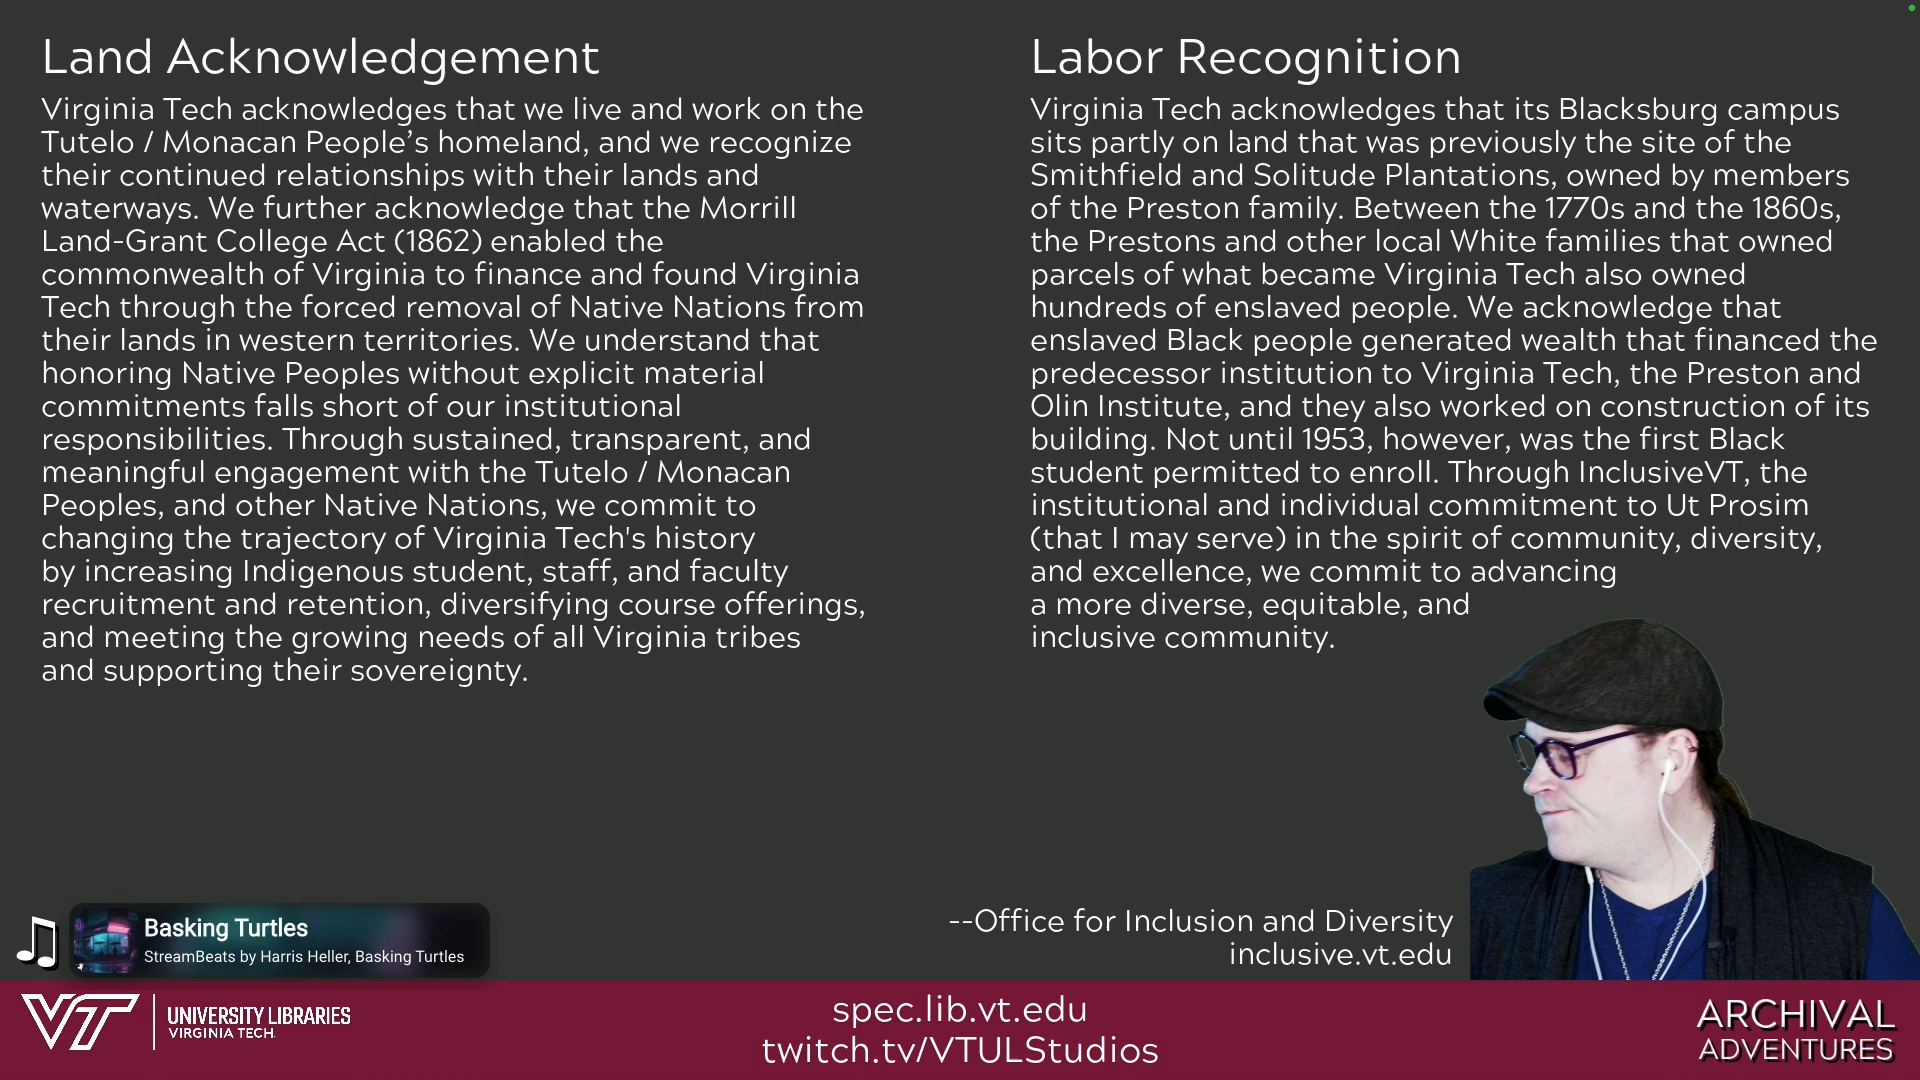 Land Acknowledgement
Virginia Tech acknowledges that we live and work on the
Tutelo / Monacan People’s homeland, and we recognize
their continued relationships with their lands and
waterways. We further acknowledge that the Morrill
Land-Grant College Act (1862) enabled the
commonwealth of Virginia to finance and found Virginia
Tech through the forced removal of Native Nations from
their lands in western territories. We understand that
honoring Native Peoples without explicit material
commitments falls short of our institutional
responsibilities. Through sustained, transparent, and
meaningful engagement with the Tutelo / Monacan
Peoples, and other Native Nations, we commit to
changing the trajectory of Virginia Tech's history
by increasing Indigenous student, staff, and faculty
recruitment and retention, diversifying course offerings,
and meeting the growing needs of all Virginia tribes
and supporting their sovereignty.
Labor Recognition
Virginia Tech acknowledges that its Blacksburg campus
sits partly on land that was previously the site of the
Smithfield and Solitude Plantations, owned by members
of the Preston family. Between the 1770s and the 1860s,
the Prestons and other local White families that owned
parcels of what became Virginia Tech also owned
hundreds of enslaved people. We acknowledge that
enslaved Black people generated wealth that financed the
predecessor institution to Virginia Tech, the Preston and
Olin Institute, and they also worked on construction of its
building. Not until 1953, however, was the first Black
student permitted to enroll. Through InclusiveVT, the
institutional and individual commitment to Ut Prosim
(that I may serve) in the spirit of community, diversity,
and excellence, we commit to advancing
a more diverse, equitable, and
inclusive community.
--Office for Inclusion and Diversity
inclusive.vt.edu
Basking Turtles
StreamBeats by Harris Heller, Basking Turtles
VT
UNIVERSITY LIBRARIES
VIRGINIA TECH
spec.lib.vt.edu
twitch.tv/VTULStudios
ARCHIVAL
ADVENTURES